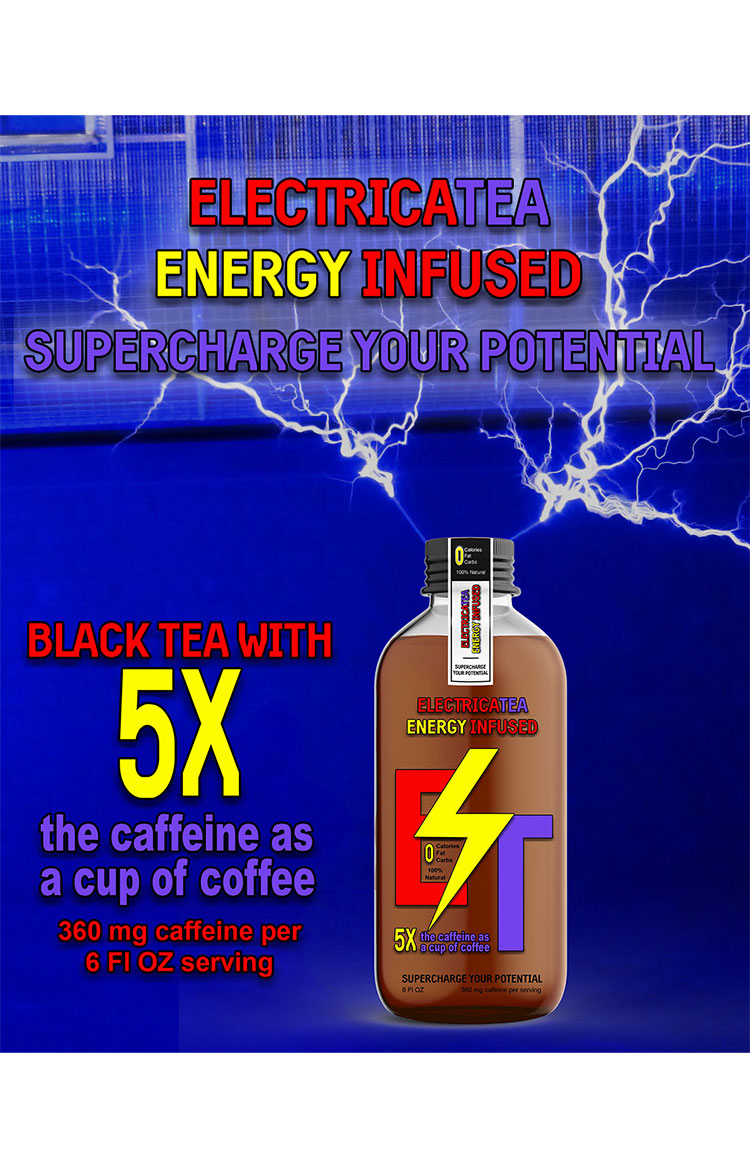 ELECTRICATEA
ENERGY INFUSED
SUPERCHARGE YOUR POTENTIAL
BLACK TEA WITH
5X
the caffeine as
a cup of coffee
360 mg caffeine per
6 Fl OZ serving
0 Calories
Fat
Carbs
100% Natural
ELECTRICATEA
ENERGY INFUSED
SUPERCHARGE
YOUR POTENTIAL
ELECTRICATEA
ENERGY INFUSED
E T
0 Calories
Fat
Carbs
100%
Natural
5X the caffeine as
a cup of coffee
SUPERCHARGE YOUR POTENTIAL
6 Fl OZ 360 mg caffeine per serving